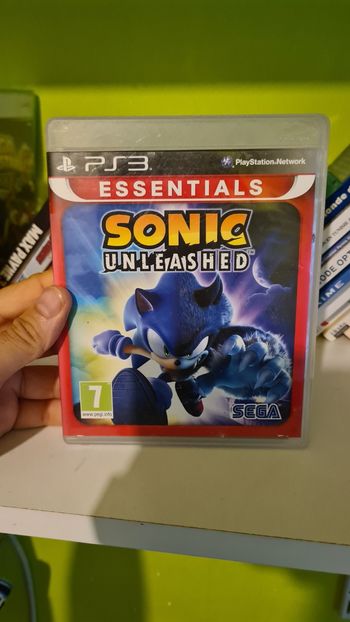 PS3
PlayStation®Network
ESSENTIALS
SONIC
UNLEASHED
7
www.pegi.info
SEGA
MAX PAYNE